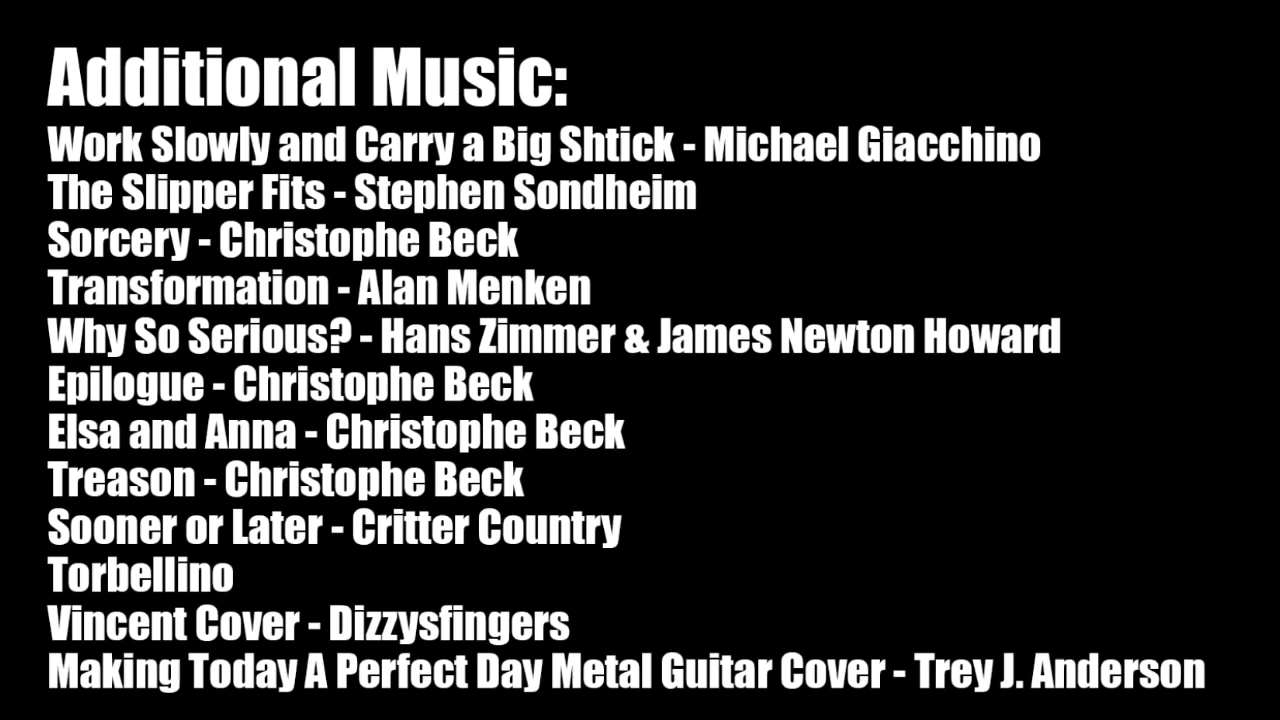 Additional Music:
Work Slowly and Carry a Big Shtick - Michael Giacchino
The Slipper Fits - Stephen Sondheim
Sorcery - Christophe Beck
Transformation - Alan Menken
Why So Serious? - Hans Zimmer & James Newton Howard
Epilogue - Christophe Beck
Elsa and Anna - Christophe Beck
Treason - Christophe Beck
Sooner or Later - Critter Country
Torbellino
Vincent Cover - Dizzysfingers
Making Today A Perfect Day Metal Guitar Cover - Trey J. Anderson